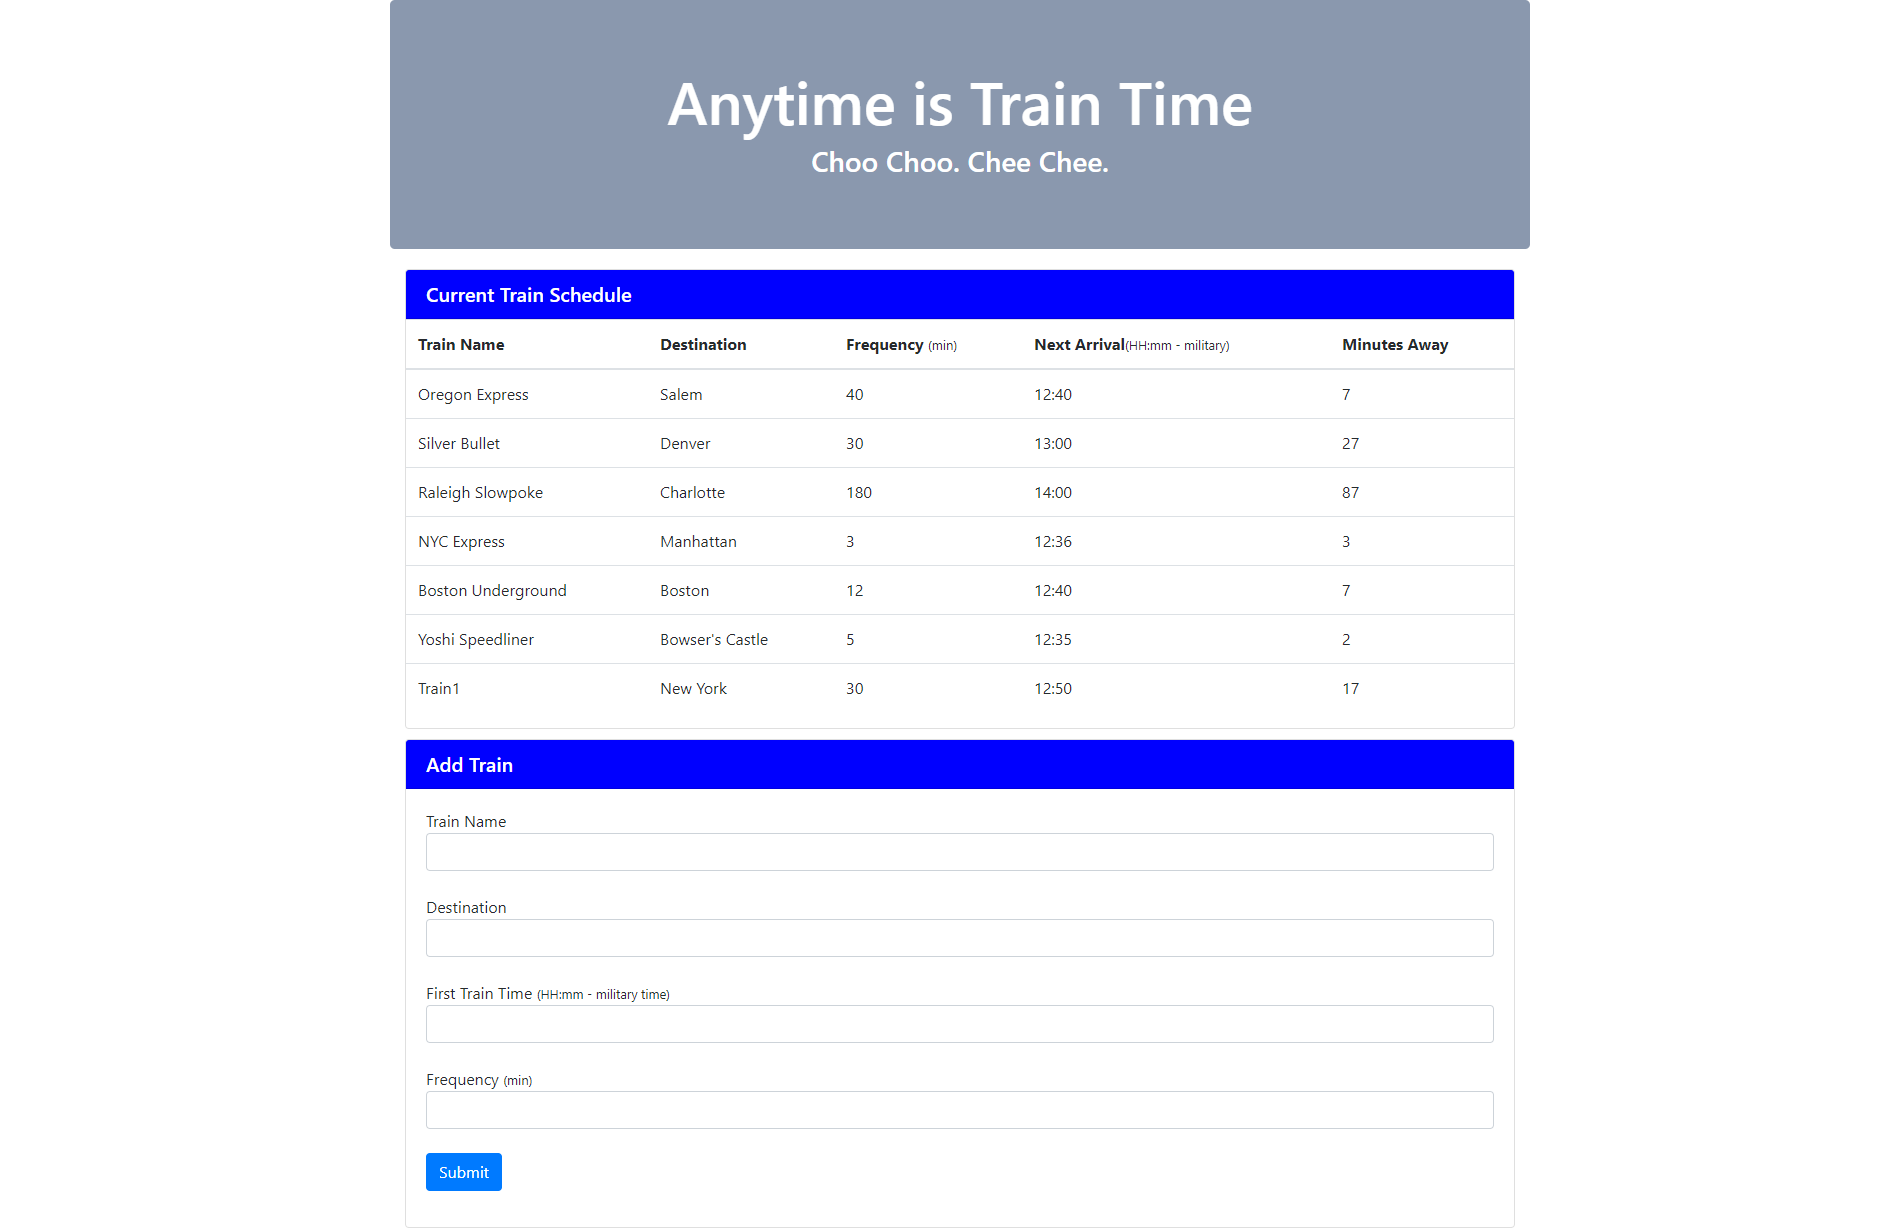 Anytime is Train Time
Choo Choo. Chee Chee.
Current Train Schedule
Train Name Destination Frequency (min) Next Arrival(HH:mm - military) Minutes Away
Oregon Express Salem 40 12:40 7
Silver Bullet Denver 30 13:00 27
Raleigh Slowpoke Charlotte 180 14:00 87
NYC Express Manhattan 3 12:36 3
Boston Underground Boston 12 12:40 7
Yoshi Speedliner Bowser's Castle 5 12:35 2
Train1 New York 30 12:50 17
Add Train
Train Name
Destination
First Train Time (HH:mm - military time)
Frequency (min)
Submit